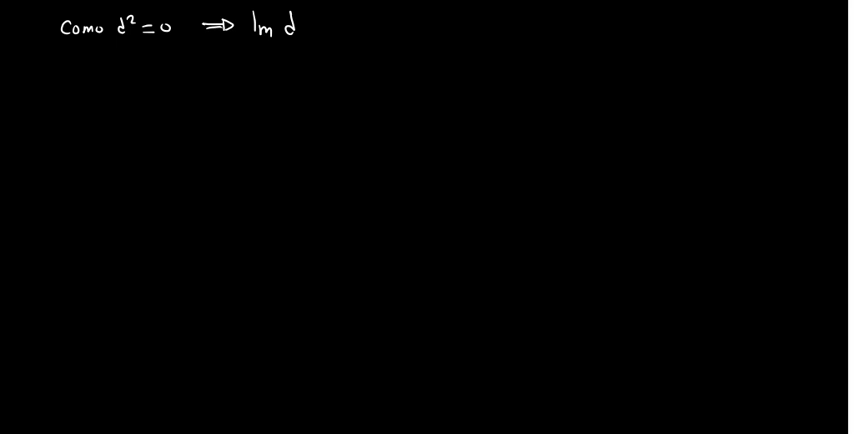 Como d² = 0 ⇒ Im d